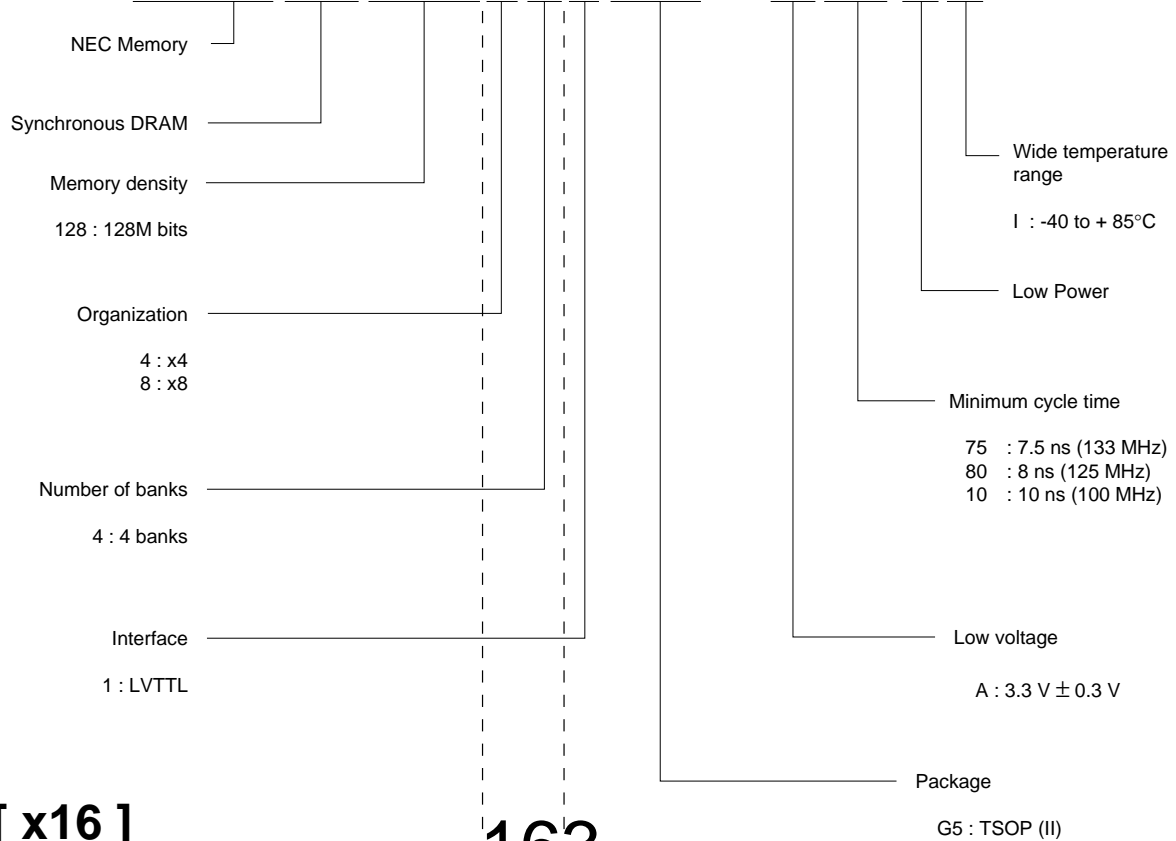 NEC Memory
Synchronous DRAM
Memory density
128 : 128M bits
Organization
4 : x4
8 : x8
Number of banks
4 : 4 banks
Interface
1 : LVTTL
Wide temperature
range
I : -40 to + 85°C
Low Power
Minimum cycle time
75 : 7.5 ns (133 MHz)
80 : 8 ns (125 MHz)
10 : 10 ns (100 MHz)
Low voltage
A : 3.3 V ± 0.3 V
Package
G5 : TSOP (II)
[ x16 ]